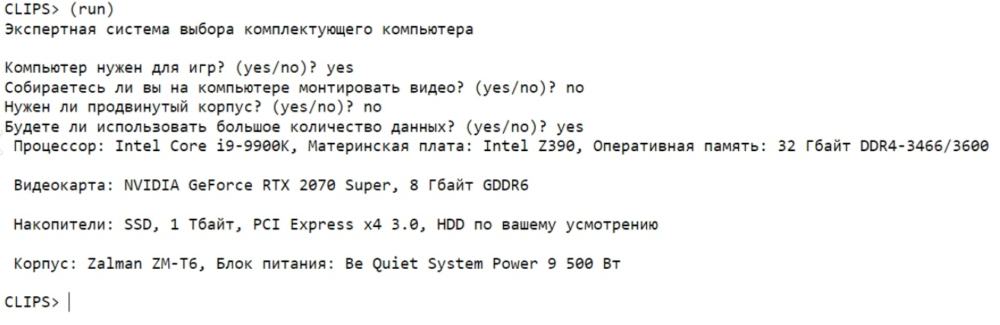 CLIPS> (run)
Экспертная система выбора комплектующего компьютера
Компьютер нужен для игр? (yes/no)? yes
Собираетесь ли вы на компьютере монтировать видео? (yes/no)? no
Нужен ли продвинутый корпус? (yes/no)? no
Будете ли использовать большое количество данных? (yes/no)? yes
Процессор: Intel Core i9-9900K, Материнская плата: Intel Z390, Оперативная память: 32 Гбайт DDR4-3466/3600
Видеокарта: NVIDIA GeForce RTX 2070 Super, 8 Гбайт GDDR6
Накопители: SSD, 1 Тбайт, PCI Express x4 3.0, HDD по вашему усмотрению
Корпус: Zalman ZM-T6, Блок питания: Be Quiet System Power 9 500 Вт
CLIPS>